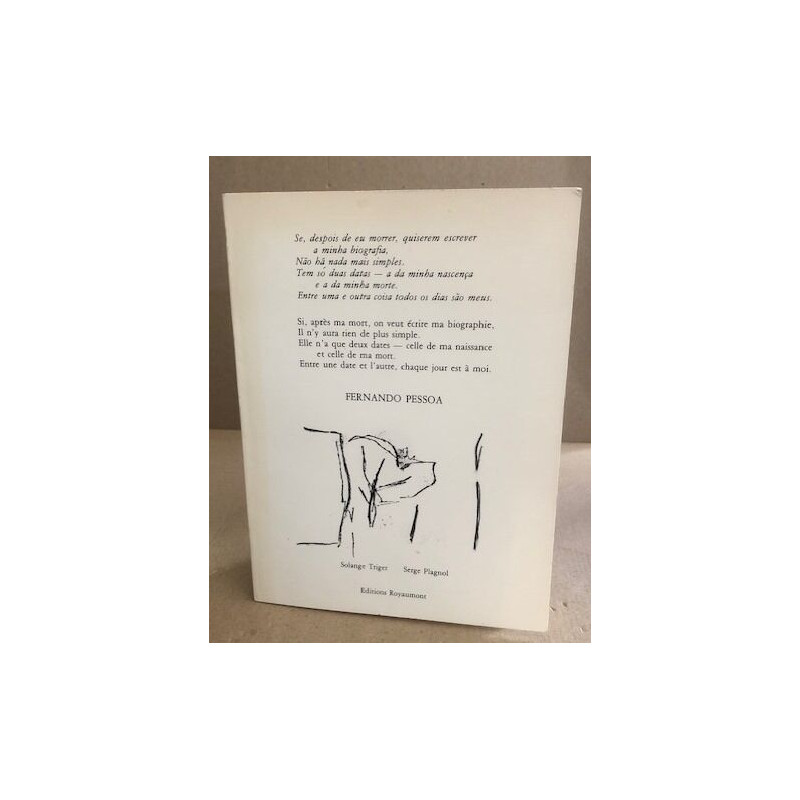 Se, despois de eu morrer, quiserem escrever
a minha biografia,
Não há nada mais simples.
Tem só duas datas — a da minha nascença
e a da minha morte.
Entre uma e outra coisa todos os dias são meus.
Si, après ma mort, on veut écrire ma biographie,
Il n'y aura rien de plus simple.
Elle n'a que deux dates — celle de ma naissance
et celle de ma mort.
Entre une date et l'autre, chaque jour est à moi.
FERNANDO PESSOA
Solange Triger Serge Plagnol
Editions Royaumont